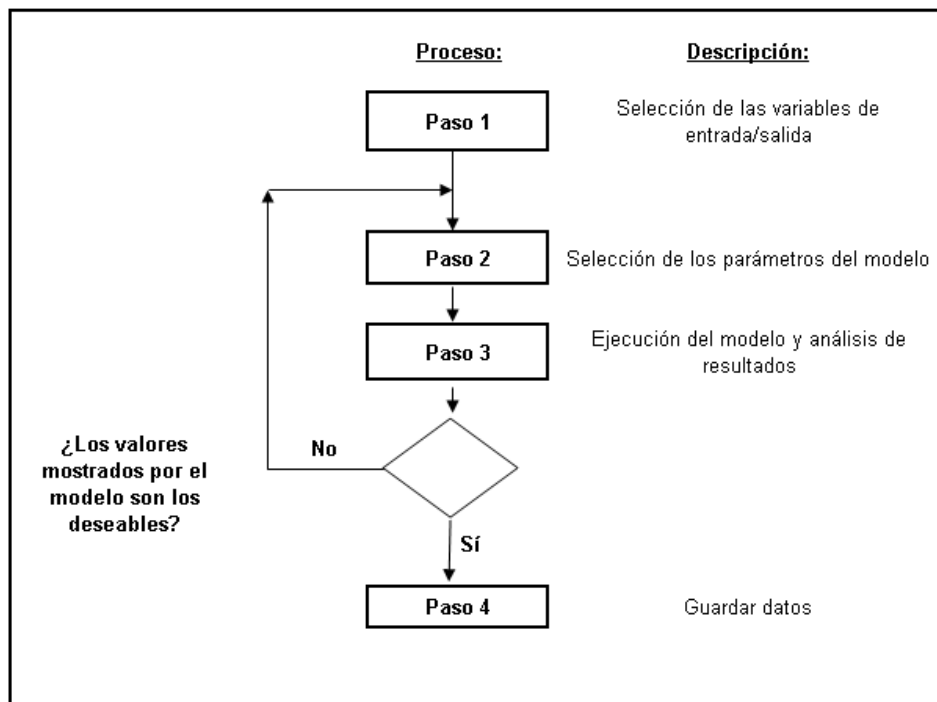 Proceso:
Descripción:
Paso 1
Selección de las variables de
entrada/salida
Paso 2
Selección de los parámetros del modelo
Paso 3
Ejecución del modelo y análisis de
resultados
¿Los valores
mostrados por el
modelo son los
deseables?
No
Sí
Paso 4
Guardar datos